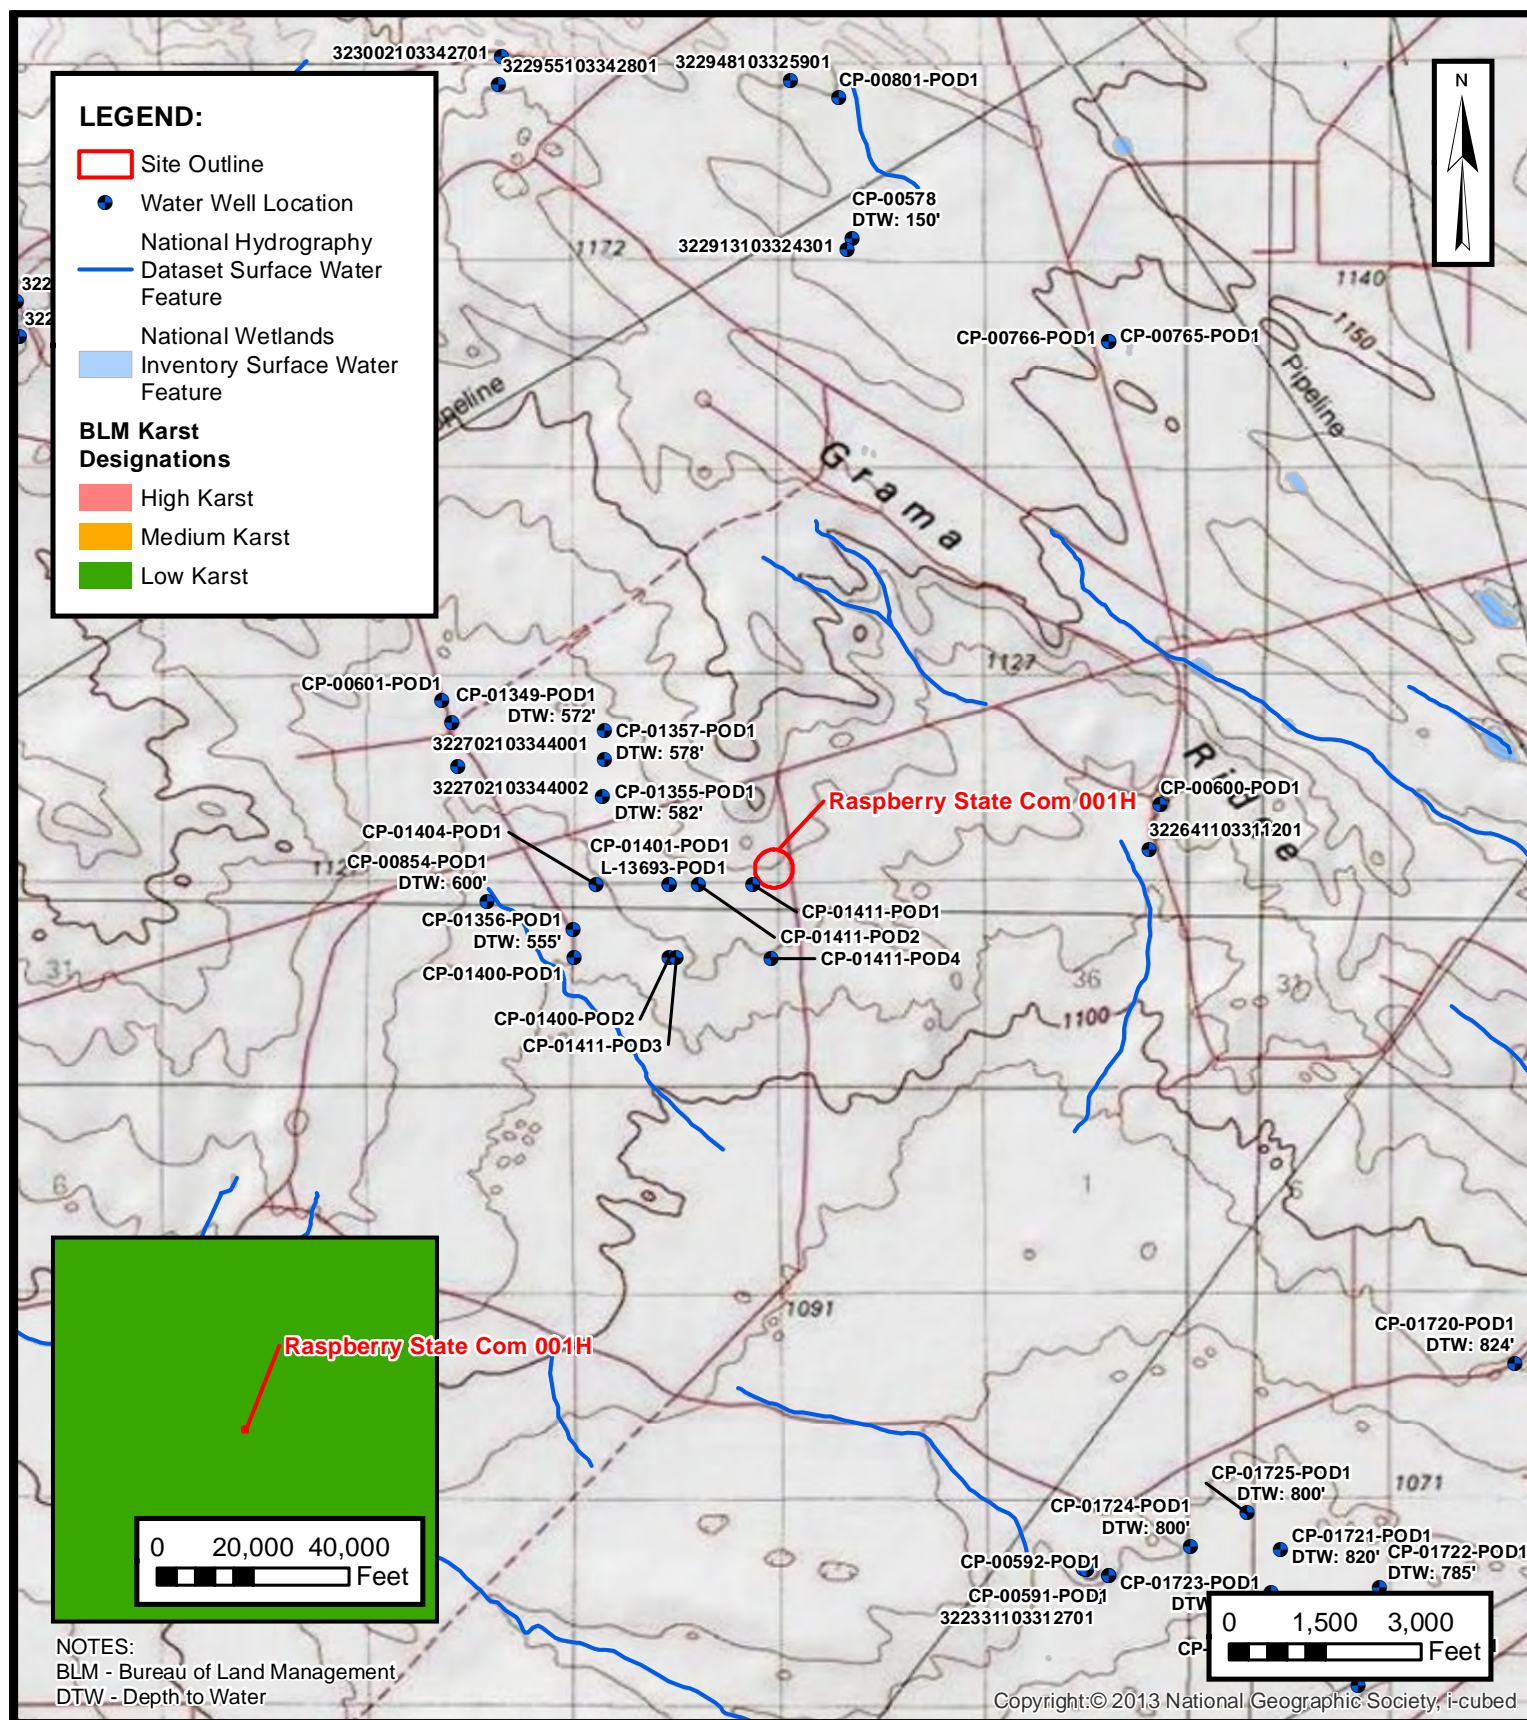 323002103342701
322955103342801
322948103325901
CP-00801-POD1
N
LEGEND:
Site Outline
Water Well Location
National Hydrography
Dataset Surface Water
Feature
National Wetlands
Inventory Surface Water
Feature
BLM Karst
Designations
High Karst
Medium Karst
Low Karst
CP-00578
DTW: 150'
322913103324301
1172
1140
1150
322
322
CP-00766-POD1
CP-00765-POD1
Pipeline
peline
Grama
Ridge
1127
CP-00601-POD1
CP-01349-POD1
DTW: 572'
CP-01357-POD1
DTW: 578'
322702103344001
322702103344002
CP-01355-POD1
DTW: 582'
Raspberry State Com 001H
CP-00600-POD1
322641103311201
CP-01404-POD1
CP-01401-POD1
L-13693-POD1
CP-00854-POD1
DTW: 600'
CP-01411-POD1
CP-01356-POD1
DTW: 555'
CP-01411-POD2
CP-01411-POD4
CP-01400-POD1
31
36
31
CP-01400-POD2
1100
CP-01411-POD3
6
1
6
1091
CP-01720-POD1
DTW: 824'
Raspberry State Com 001H
CP-01725-POD1
DTW: 800'
1071
CP-01724-POD1
DTW: 800'
CP-01721-POD1
DTW: 820'
CP-01722-POD1
DTW: 785'
CP-00592-POD1
CP-01723-POD1
DTW
CP-00591-POD1
322331103312701
CP-
0 20,000 40,000
Feet
0 1,500 3,000
Feet
NOTES:
BLM - Bureau of Land Management
DTW - Depth to Water
Copyright:© 2013 National Geographic Society, i-cubed